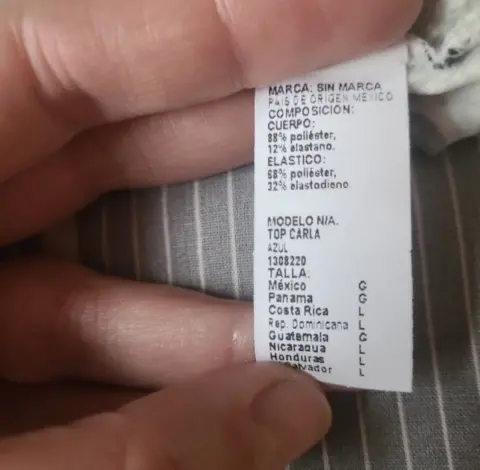 MARCA: SIN MARCA
PAIS DE ORIGEN MEXICO
COMPOSICION:
CUERPO:
88% poliéster,
12% elastano.
ELASTICO:
68% poliéster,
32% elastodieno
MODELO N/A.
TOP CARLA
AZUL
1308220
TALLA:
México G
Panama G
Costa Rica L
Rep. Dominicana L
Guatemala G
Nicaragua L
Honduras L
Salvador L